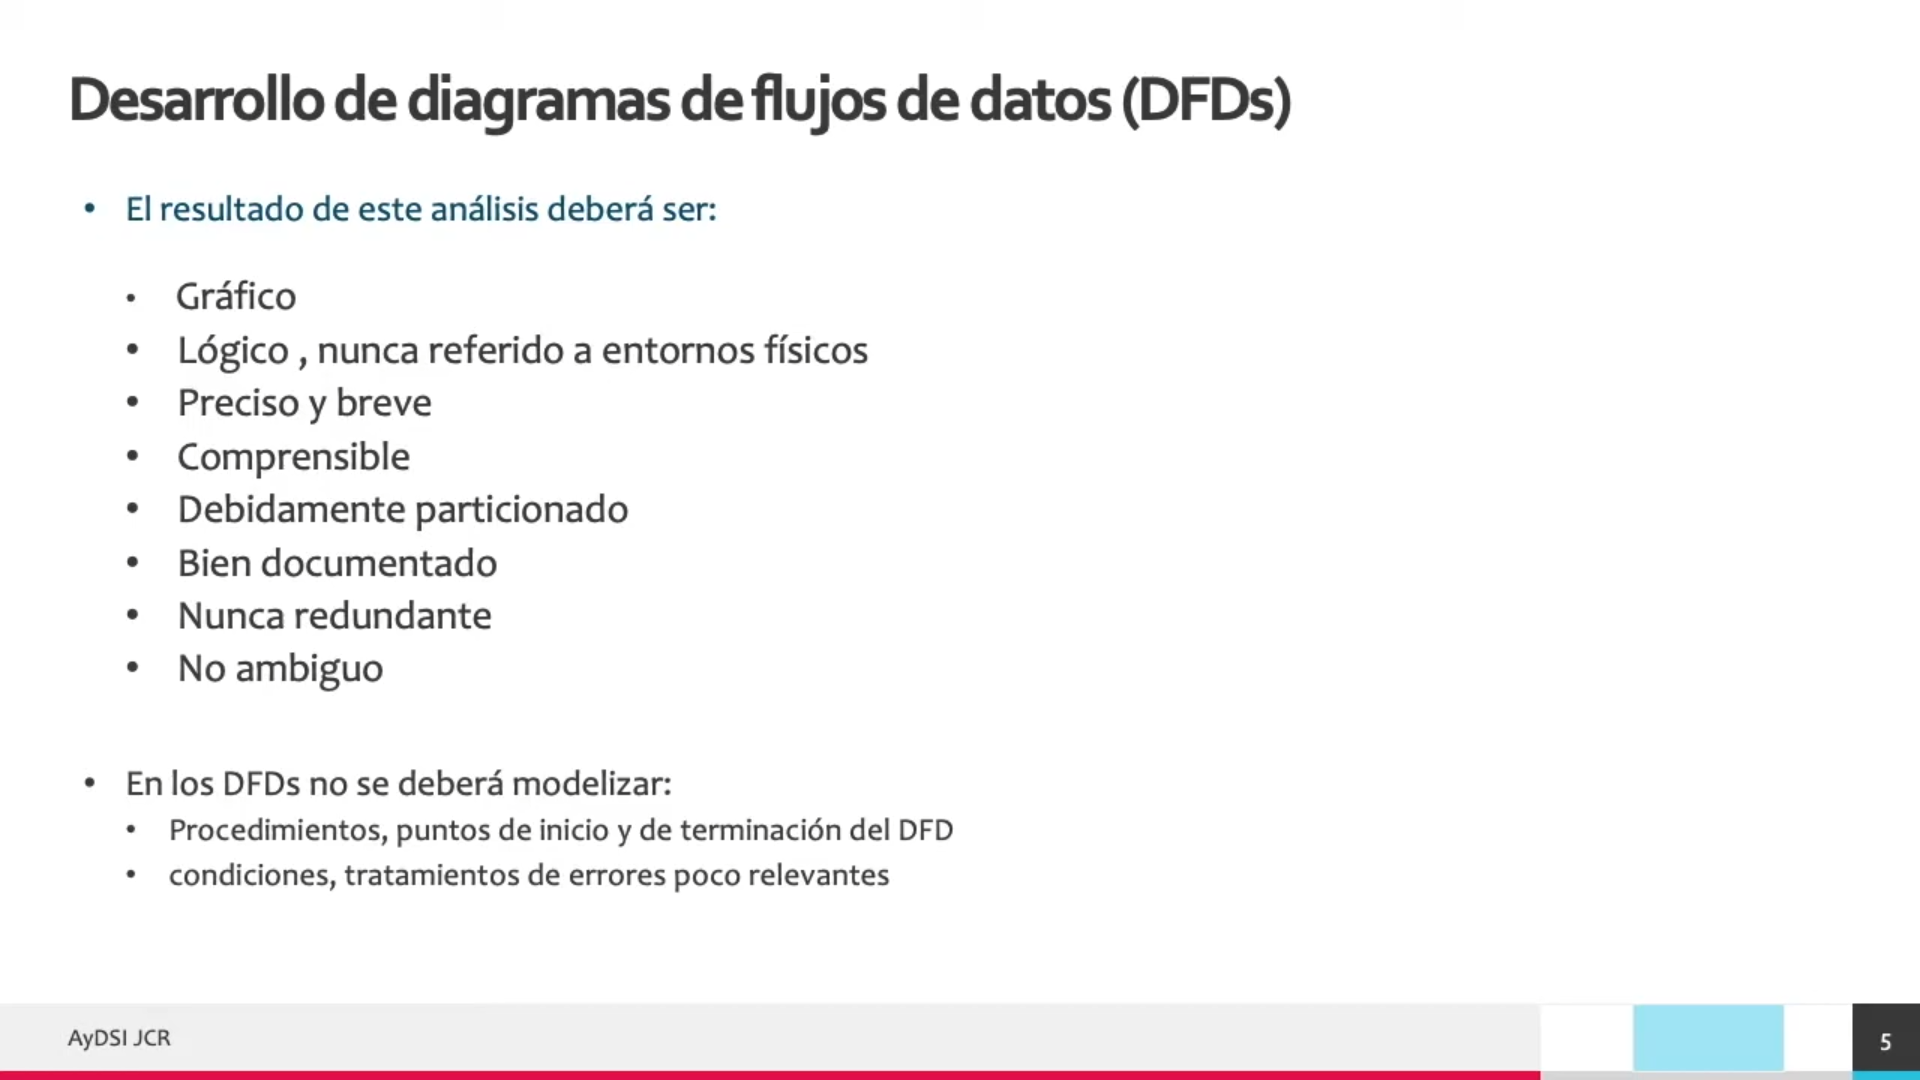 Desarrollo de diagramas de flujos de datos (DFDs)
• El resultado de este análisis deberá ser:
• Gráfico
• Lógico , nunca referido a entornos físicos
• Preciso y breve
• Comprensible
• Debidamente particionado
• Bien documentado
• Nunca redundante
• No ambiguo
• En los DFDs no se deberá modelizar:
• Procedimientos, puntos de inicio y de terminación del DFD
• condiciones, tratamientos de errores poco relevantes
AyDSI JCR
5